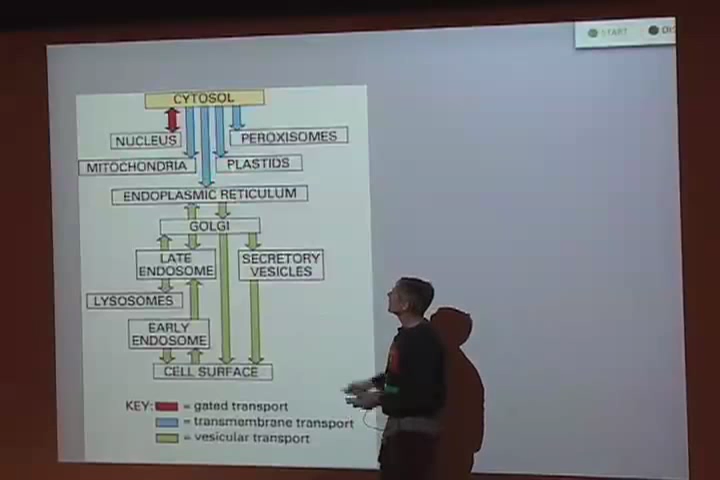 START
CYTOSOL
NUCLEUS
PEROXISOMES
MITOCHONDRIA
PLASTIDS
ENDOPLASMIC RETICULUM
GOLGI
LATE
ENDOSOME
SECRETORY
VESICLES
LYSOSOMES
EARLY
ENDOSOME
CELL SURFACE
KEY: = gated transport
= transmembrane transport
= vesicular transport